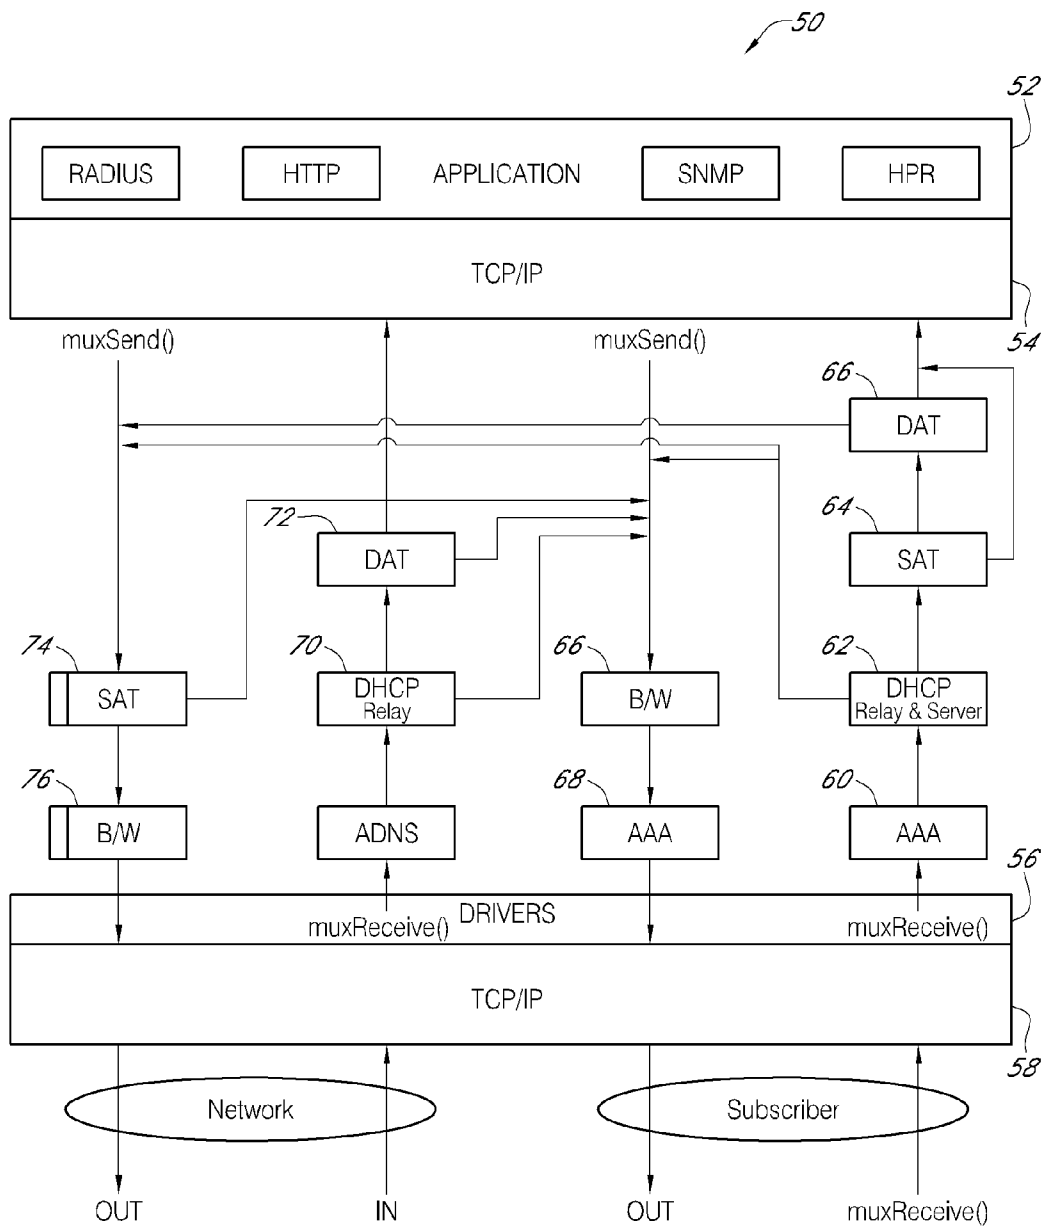 50
52
RADIUS HTTP APPLICATION SNMP HPR
TCP/IP
54
muxSend() muxSend()
66
DAT
72 64
DAT SAT
74 70 66 62
SAT DHCP Relay B/W DHCP Relay & Server
76 68 60
B/W ADNS AAA AAA
56
DRIVERS
muxReceive() muxReceive()
TCP/IP
58
Network Subscriber
OUT IN OUT muxReceive()